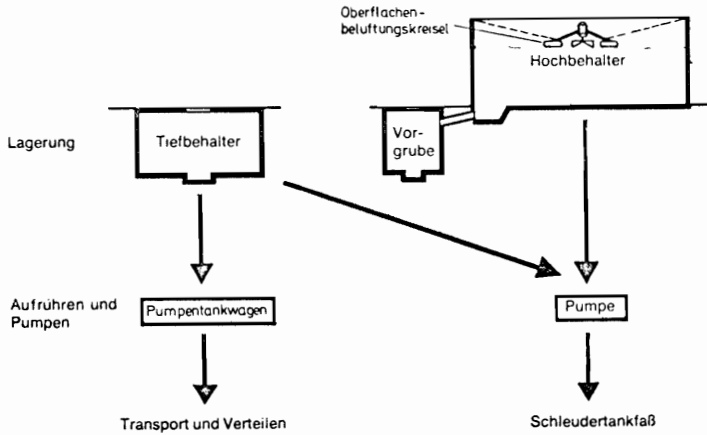 Oberflachen-
beluftungskreisel
Hochbehalter
Lagerung
Tiefbehalter
Vor-
grube
Aufrühren und
Pumpen
Pumpentankwagen
Pumpe
Transport und Verteilen
Schleudertankfaß